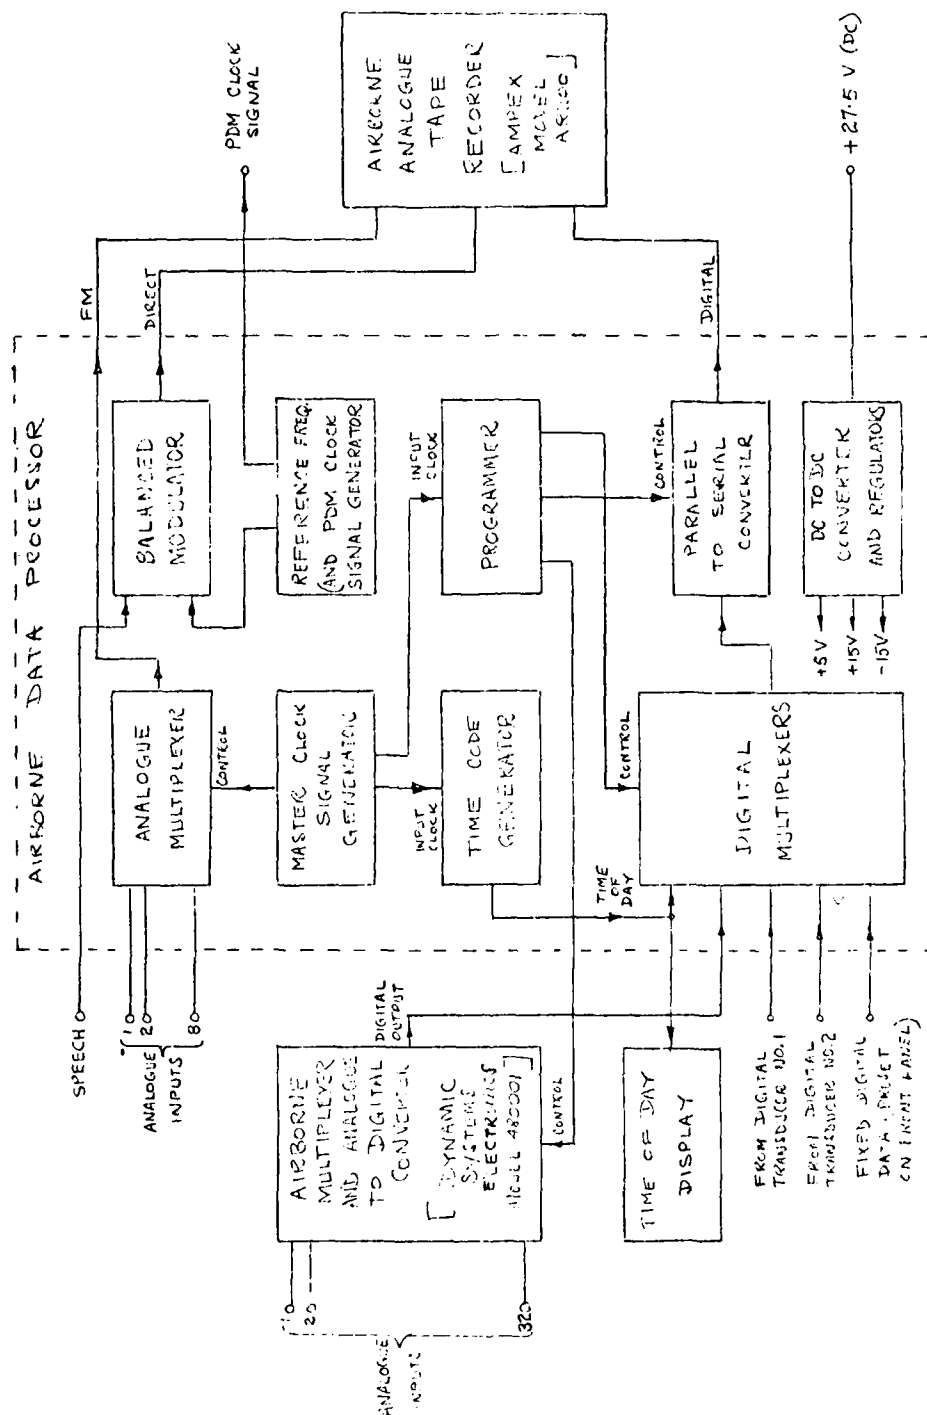 AIRBORNE DATA PROCESSOR
SPEECH
1
2
8
ANALOGUE
INPUTS
ANALOGUE
MULTIPLEXER
CONTROL
BALANCED
MODULATOR
FM
DIRECT
PDM CLOCK
SIGNAL
MASTER CLOCK
SIGNAL
GENERATOR
REFERENCE FREQ.
(AND PDM CLOCK
SIGNAL GENERATOR)
INPUT
CLOCK
INPUT
CLOCK
TIME CODE
GENERATOR
PROGRAMMER
TIME
OF
DAY
CONTROL
CONTROL
PARALLEL
TO SERIAL
CONVERTER
DIGITAL
DIGITAL
MULTIPLEXERS
DC TO DC
CONVERTER
AND REGULATORS
+5V
+15V
-15V
+27.5 V (DC)
ANALOGUE
TAPE
RECORDER
[AMPEX
1
2
32
ANALOGUE
INPUTS
AIRBORNE
MULTIPLEXER
AND ANALOGUE
TO DIGITAL
CONVERTER
[DYNAMIC
SYSTEMS
ELECTRONICS
DIGITAL
OUTPUT
CONTROL
TIME OF DAY
DISPLAY
FROM DIGITAL
TRANSDUCER NO.1
FROM DIGITAL
TRANSDUCER NO.2
FIXED DIGITAL
DATA (PRESET
ON FRONT PANEL)